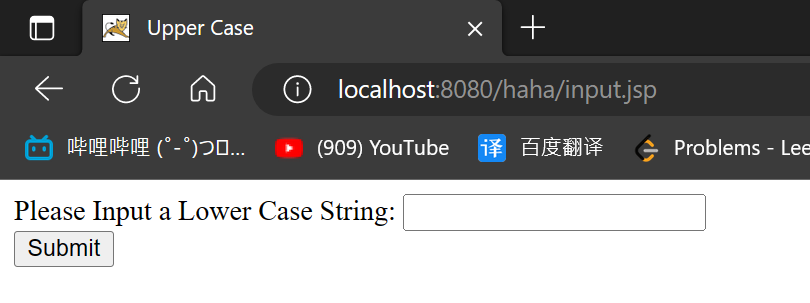 Upper Case
localhost:8080/haha/input.jsp
哔哩哔哩 (゜-゜)つロ... (909) YouTube 译 百度翻译 Problems - Lee
Please Input a Lower Case String:
Submit